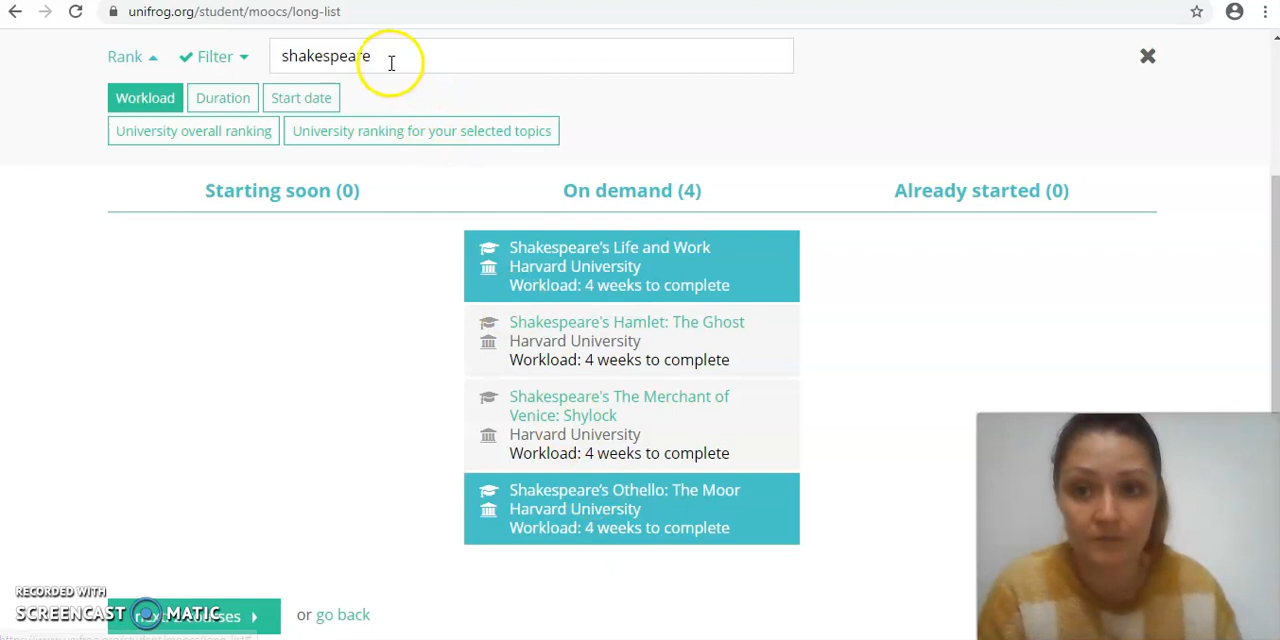 unifrog.org/student/moocs/long-list
Rank Filter shakespeare
Workload Duration Start date
University overall ranking University ranking for your selected topics
Starting soon (0) On demand (4) Already started (0)
Shakespeare's Life and Work
Harvard University
Workload: 4 weeks to complete
Shakespeare's Hamlet: The Ghost
Harvard University
Workload: 4 weeks to complete
Shakespeare's The Merchant of
Venice: Shylock
Harvard University
Workload: 4 weeks to complete
Shakespeare's Othello: The Moor
Harvard University
Workload: 4 weeks to complete
RECORDED WITH
SCREENCAST MATIC
or go back